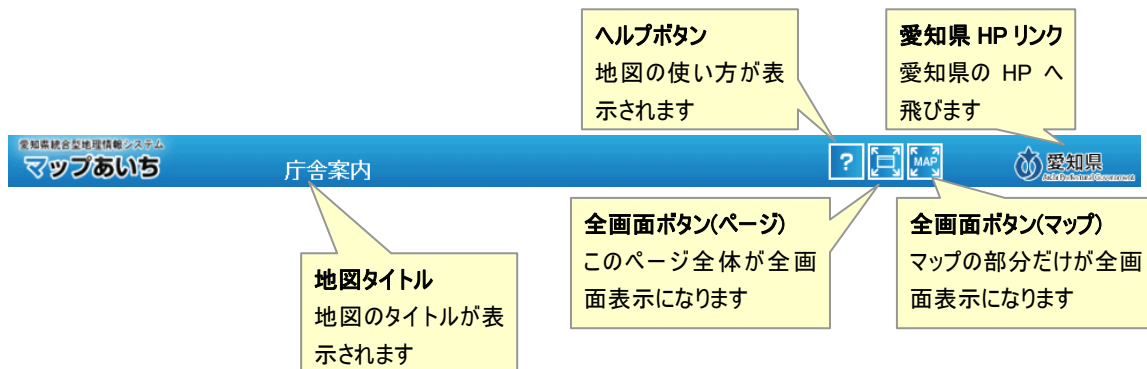 ヘルプボタン
地図の使い方が表
示されます
愛知県 HP リンク
愛知県の HP へ
飛びます
愛知県統合型地理情報システム
マップあいち
庁舎案内
?
MAP
愛知県
Aichi Prefectural Government
全画面ボタン(ページ)
このページ全体が全画
面表示になります
全画面ボタン(マップ)
マップの部分だけが全画
面表示になります
地図タイトル
地図のタイトルが表
示されます